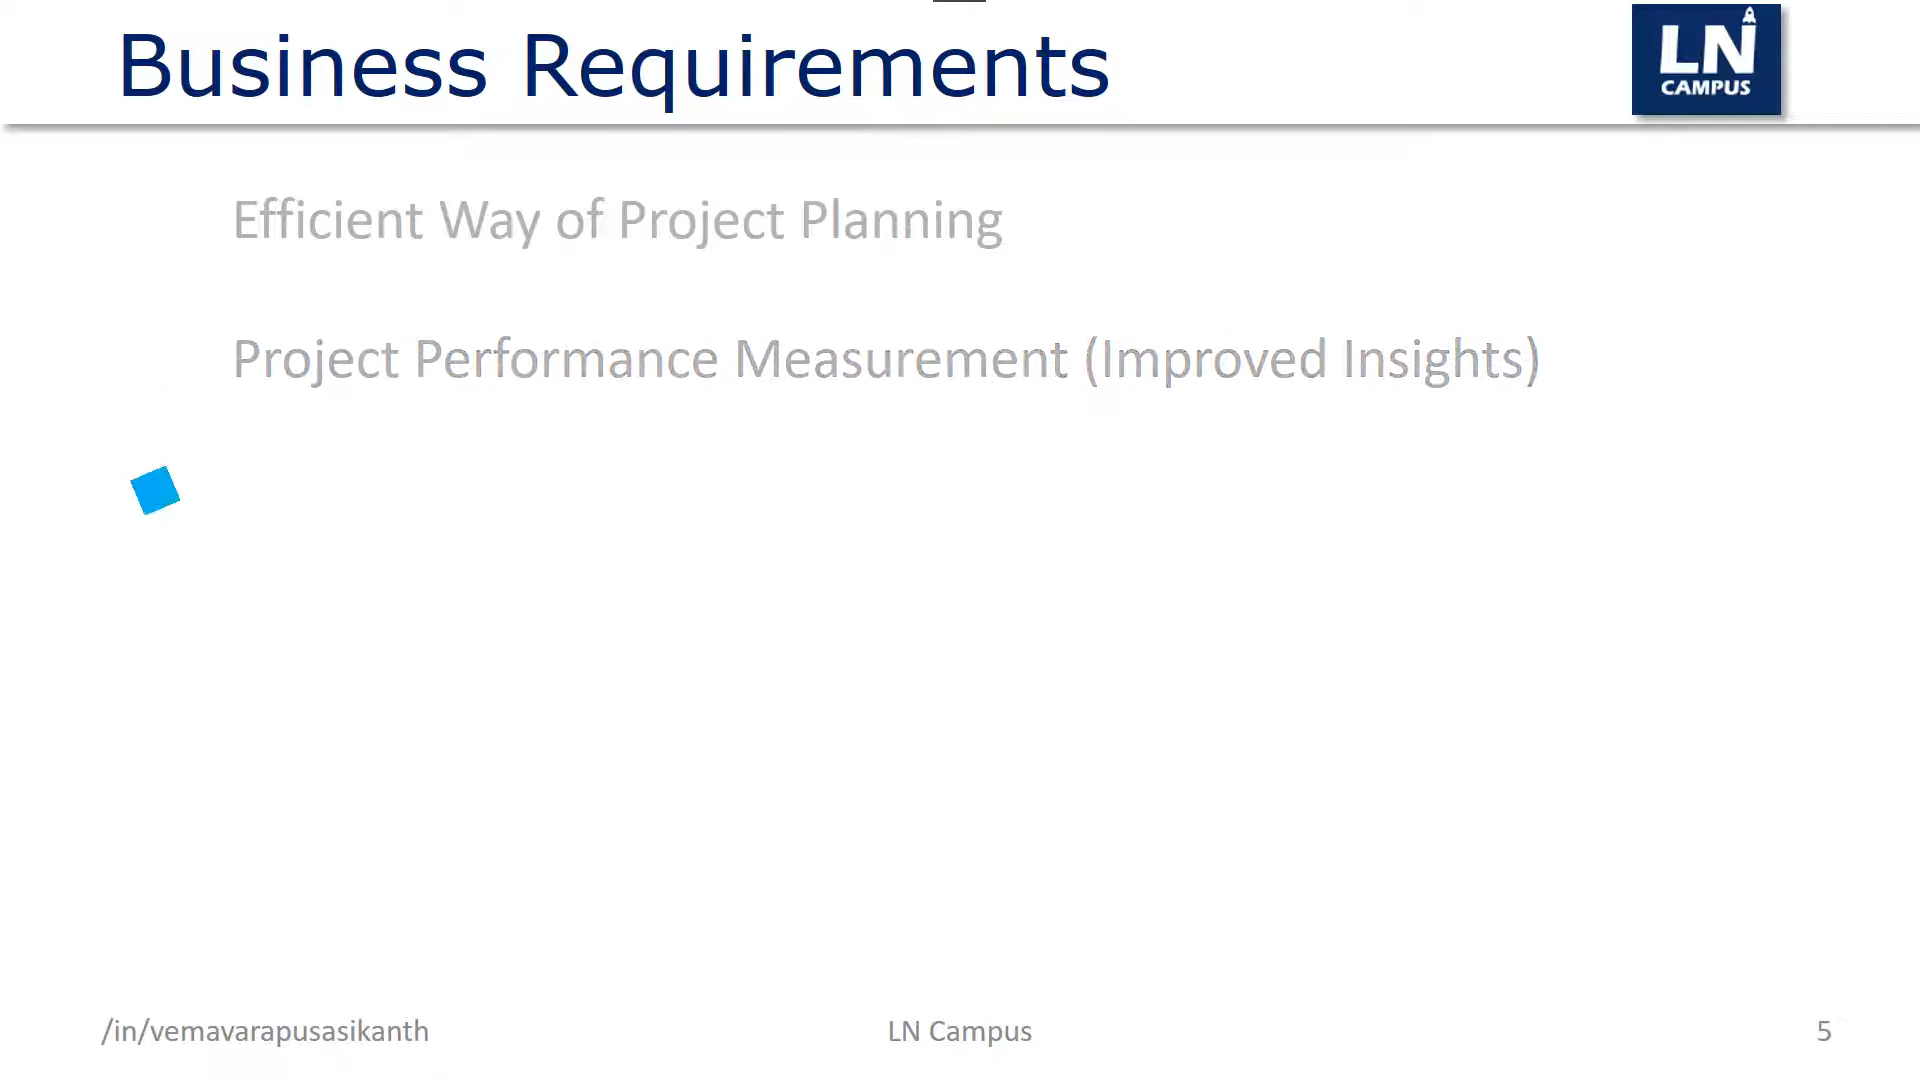 Business Requirements
LN
CAMPUS
Efficient Way of Project Planning
Project Performance Measurement (Improved Insights)
/in/vemavarapusasikanth
LN Campus
5